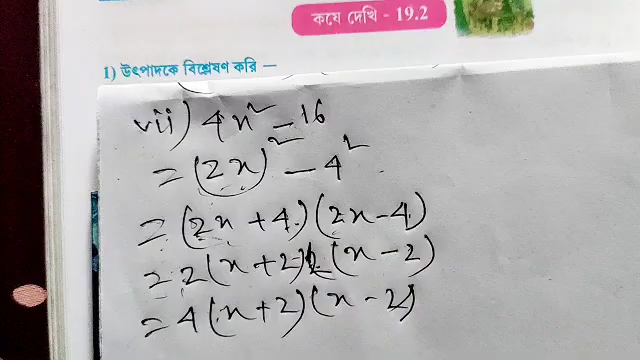 কষে দেখি - 19.2
1) উৎপাদকে বিশ্লেষণ করি —
vii) 4x² - 16
= (2x)² - 4²
= (2x + 4) (2x - 4)
= 2 (x + 2) 2 (x - 2)
= 4 (x + 2) (x - 2)